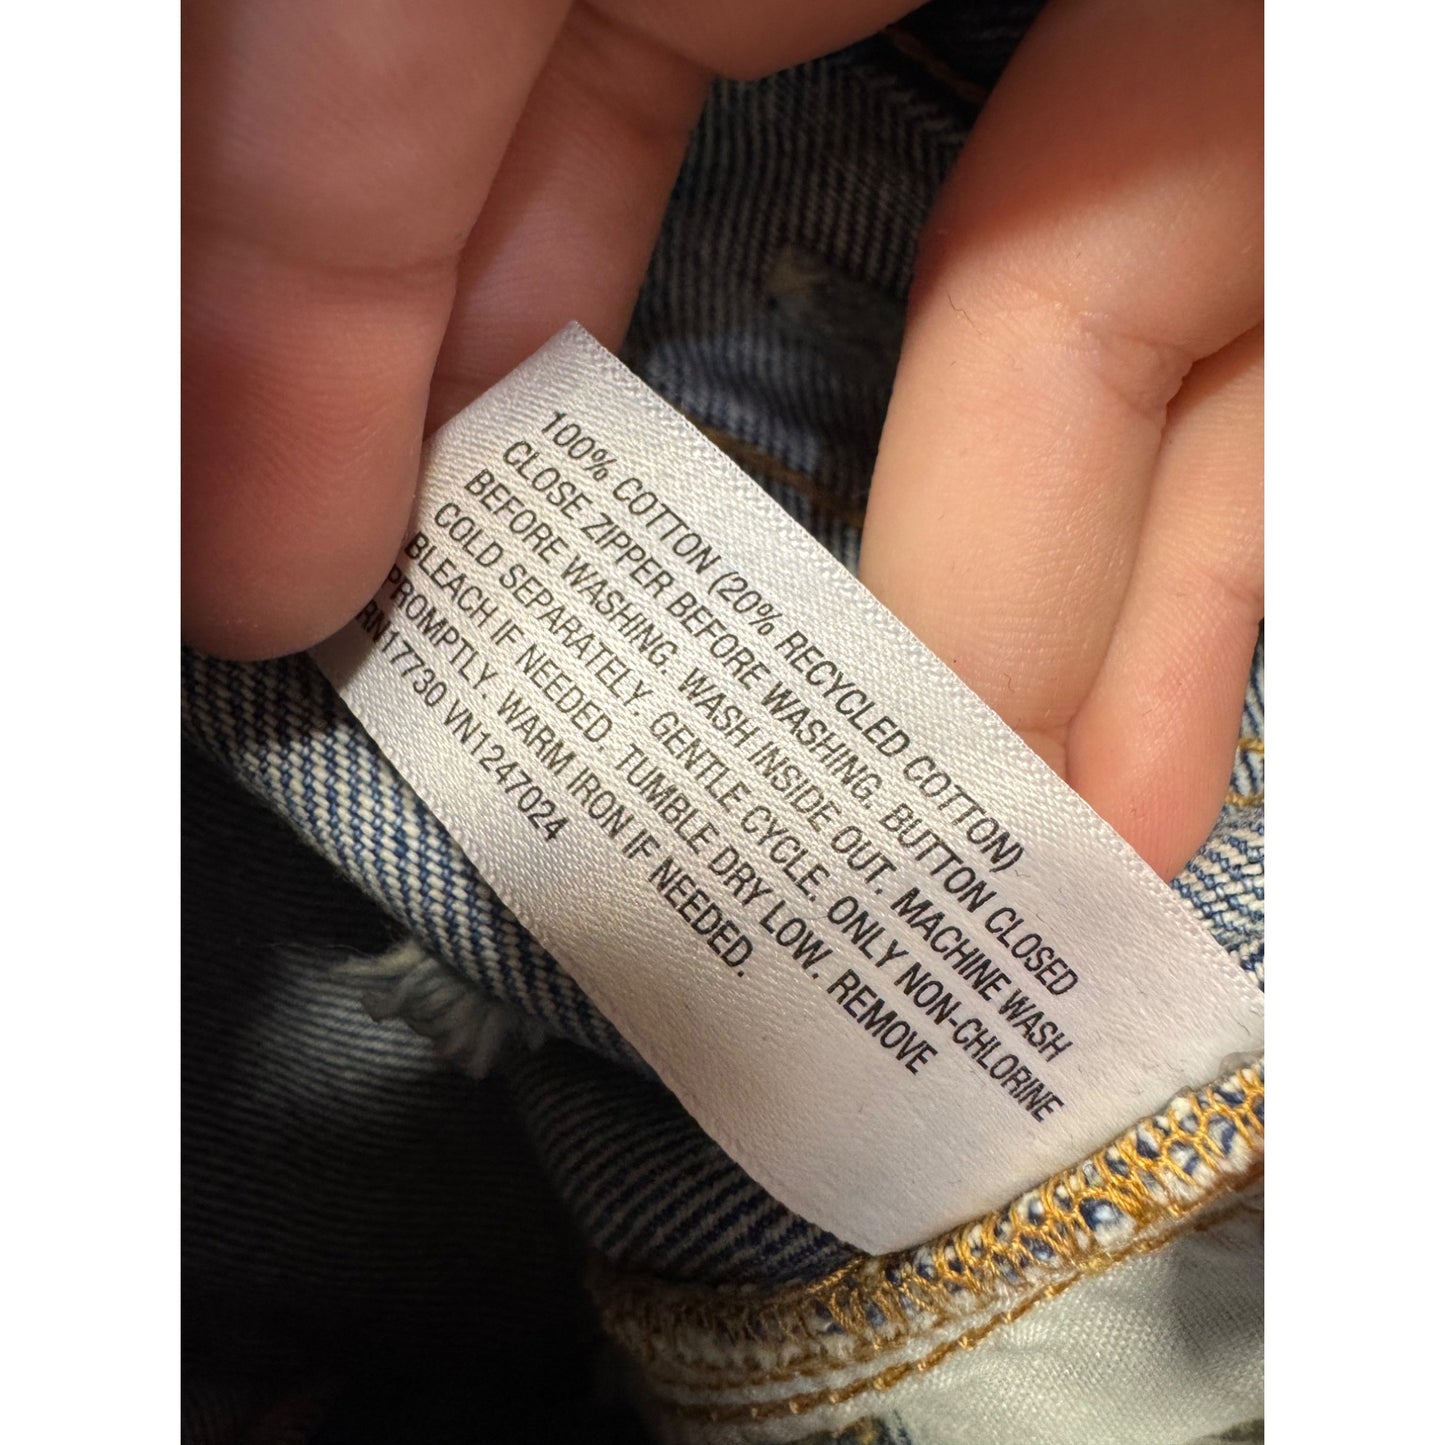 100% COTTON (20% RECYCLED COTTON)
CLOSE ZIPPER BEFORE WASHING. BUTTON CLOSED
BEFORE WASHING. WASH INSIDE OUT. MACHINE WASH
COLD SEPARATELY. GENTLE CYCLE. ONLY NON-CHLORINE
BLEACH IF NEEDED. TUMBLE DRY LOW. REMOVE
PROMPTLY. WARM IRON IF NEEDED.
RN17730 VN1247024